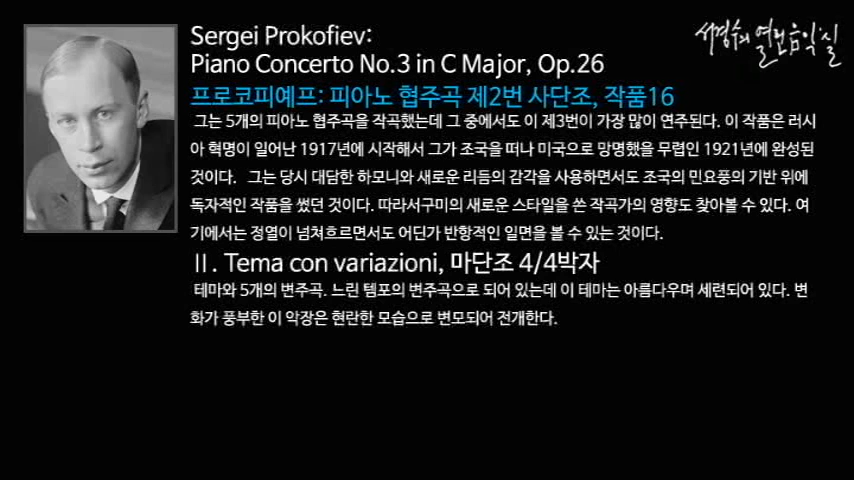 Sergei Prokofiev:
Piano Concerto No.3 in C Major, Op.26
프로코피예프: 피아노 협주곡 제2번 사단조, 작품16
그는 5개의 피아노 협주곡을 작곡했는데 그 중에서도 이 제3번이 가장 많이 연주된다. 이 작품은 러시
아 혁명이 일어난 1917년에 시작해서 그가 조국을 떠나 미국으로 망명했을 무렵인 1921년에 완성된
것이다. 그는 당시 대담한 하모니와 새로운 리듬의 감각을 사용하면서도 조국의 민요풍의 기반 위에
독자적인 작품을 썼던 것이다. 따라서구미의 새로운 스타일을 쓴 작곡가의 영향도 찾아볼 수 있다. 여
기에서는 정열이 넘쳐흐르면서도 어딘가 반항적인 일면을 볼 수 있는 것이다.
Ⅱ. Tema con variazioni, 마단조 4/4박자
테마와 5개의 변주곡. 느린 템포의 변주곡으로 되어 있는데 이 테마는 아름다우며 세련되어 있다. 변
화가 풍부한 이 악장은 현란한 모습으로 변모되어 전개한다.
서경수의 열린음악실